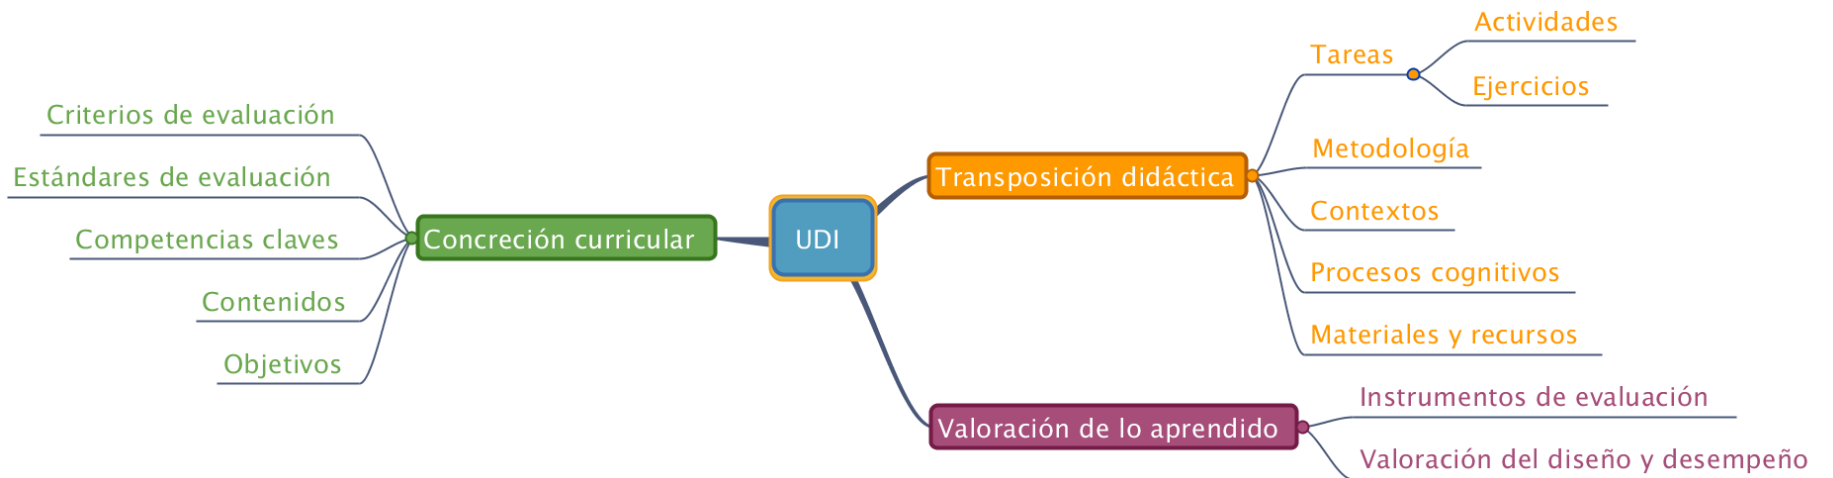 UDI
Concreción curricular
Criterios de evaluación
Estándares de evaluación
Competencias claves
Contenidos
Objetivos
Transposición didáctica
Tareas
Actividades
Ejercicios
Metodología
Contextos
Procesos cognitivos
Materiales y recursos
Valoración de lo aprendido
Instrumentos de evaluación
Valoración del diseño y desempeño